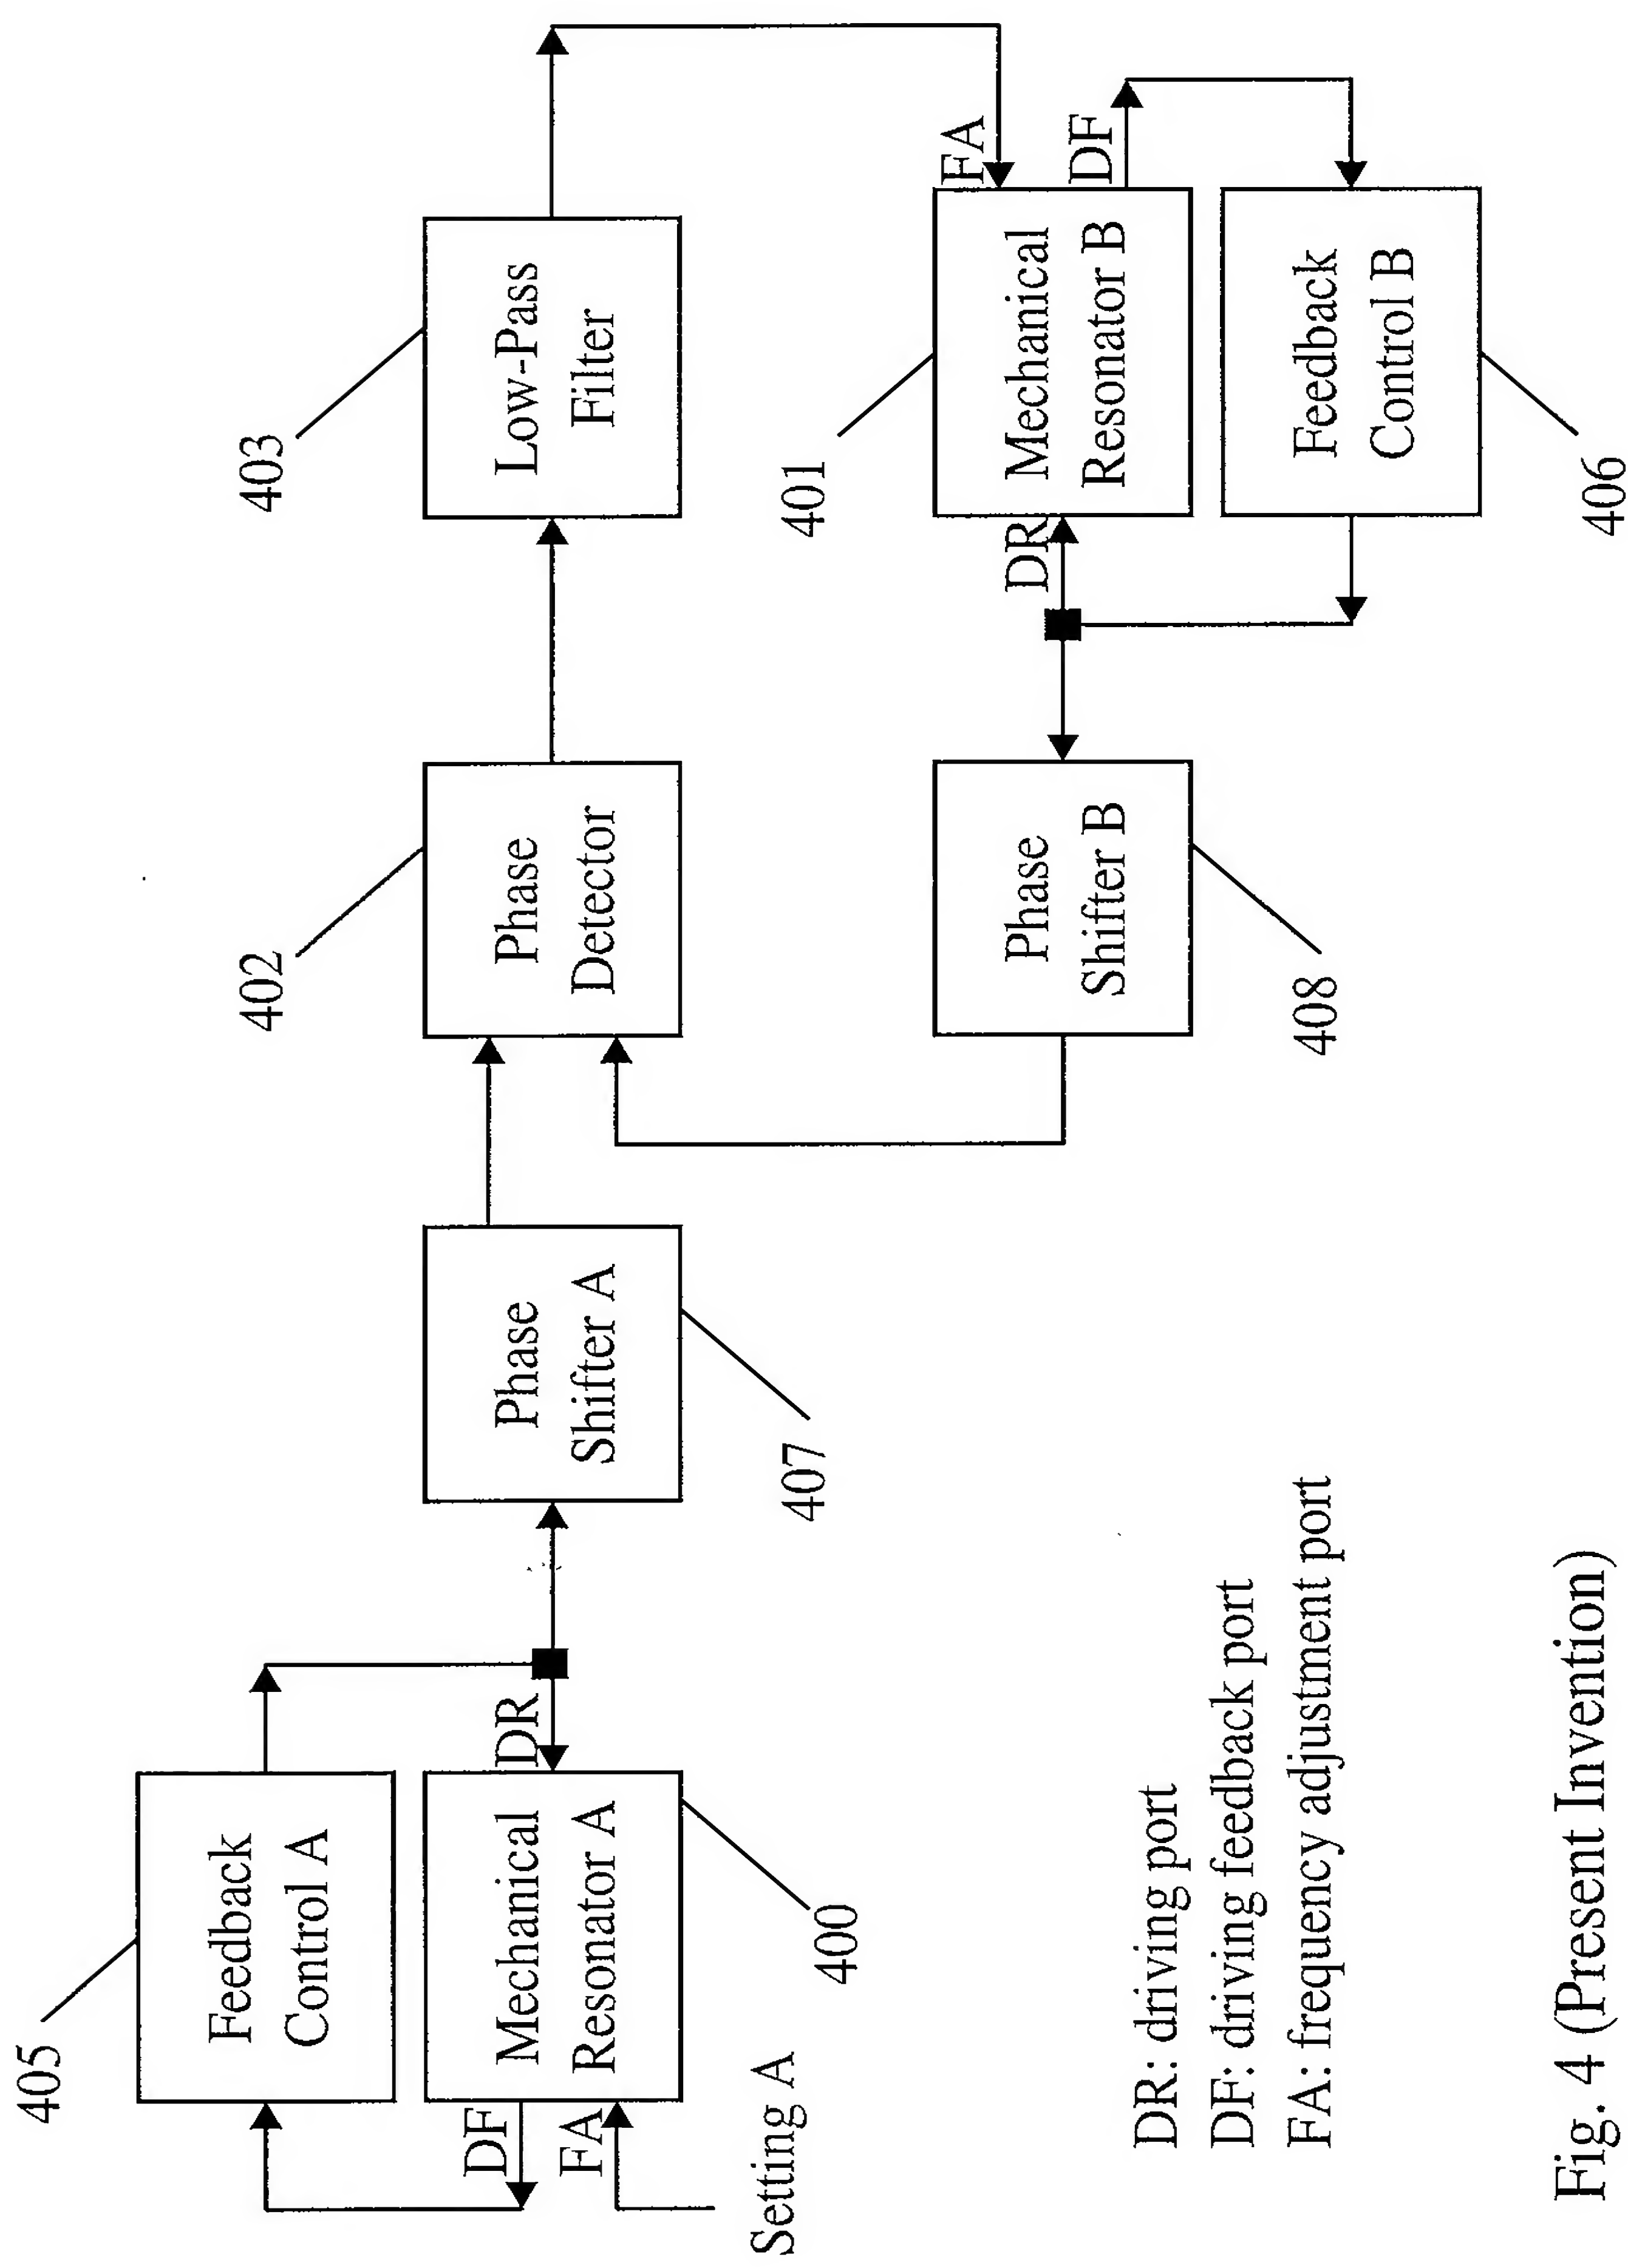 405
Feedback
Control A
Mechanical
Resonator A
DF
FA
DR
Setting A
400
Phase
Shifter A
407
402
Phase
Detector
403
Low-Pass
Filter
Phase
Shifter B
408
401
FA
DF
DR
Mechanical
Resonator B
Feedback
Control B
406
DR: driving port
DF: driving feedback port
FA: frequency adjustment port
Fig. 4 (Present Invention)